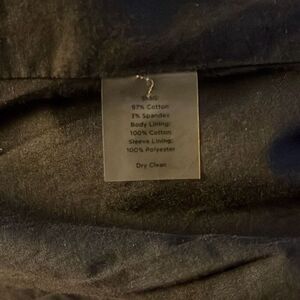 97% Cotton
3% Spandex
Body Lining:
100% Cotton
Sleeve Lining:
100% Polyester
Dry Clean